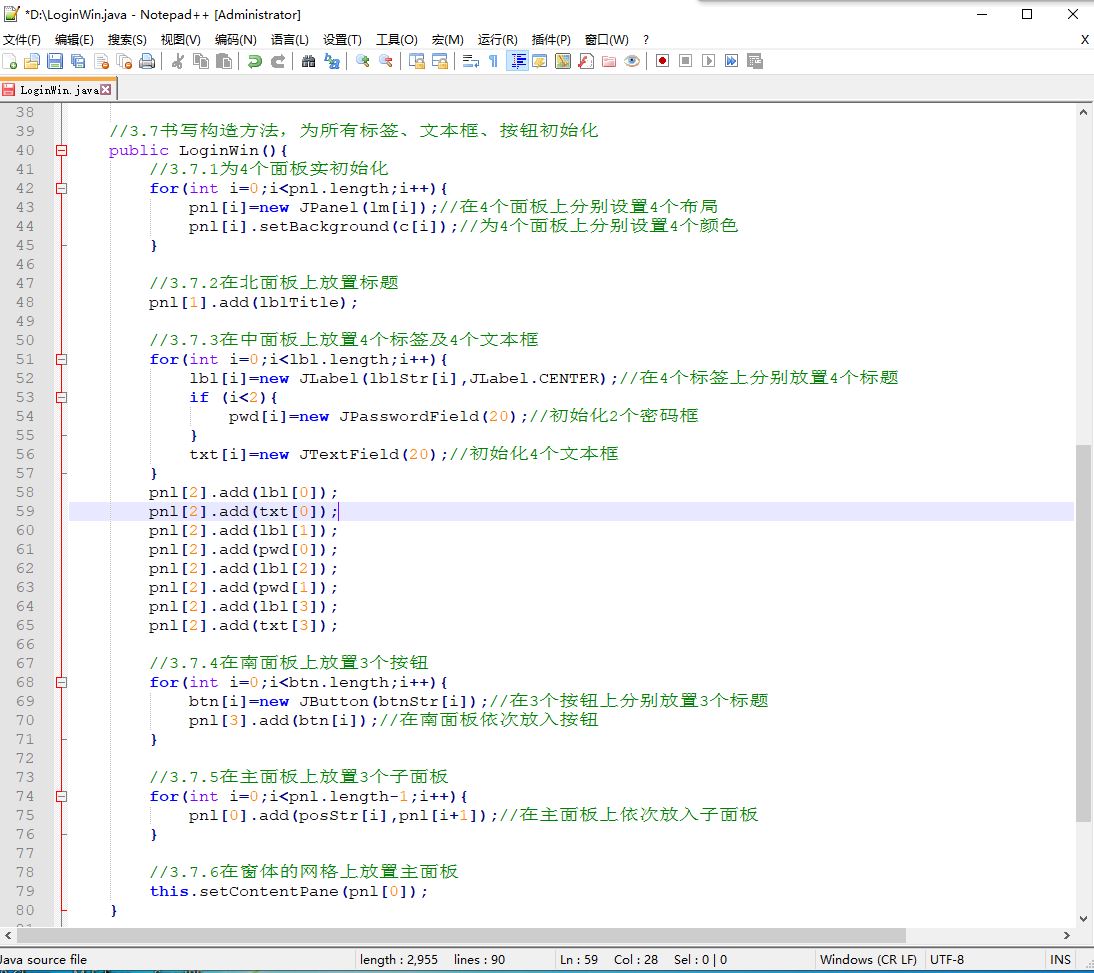 *D:\LoginWin.java - Notepad++ [Administrator]
文件(F) 编辑(E) 搜索(S) 视图(V) 编码(N) 语言(L) 设置(T) 工具(O) 宏(M) 运行(R) 插件(P) 窗口(W) ? X
LoginWin.java
38
39 //3.7书写构造方法，为所有标签、文本框、按钮初始化
40 public LoginWin(){
41 //3.7.1为4个面板实初始化
42 for(int i=0;i<pnl.length;i++){
43 pnl[i]=new JPanel(lm[i]);//在4个面板上分别设置4个布局
44 pnl[i].setBackground(c[i]);//为4个面板上分别设置4个颜色
45 }
46
47 //3.7.2在北面板上放置标题
48 pnl[1].add(lblTitle);
49
50 //3.7.3在中面板上放置4个标签及4个文本框
51 for(int i=0;i<lbl.length;i++){
52 lbl[i]=new JLabel(lblStr[i],JLabel.CENTER);//在4个标签上分别放置4个标题
53 if (i<2){
54 pwd[i]=new JPasswordField(20);//初始化2个密码框
55 }
56 txt[i]=new JTextField(20);//初始化4个文本框
57 }
58 pnl[2].add(lbl[0]);
59 pnl[2].add(txt[0]);
60 pnl[2].add(lbl[1]);
61 pnl[2].add(pwd[0]);
62 pnl[2].add(lbl[2]);
63 pnl[2].add(pwd[1]);
64 pnl[2].add(lbl[3]);
65 pnl[2].add(txt[3]);
66
67 //3.7.4在南面板上放置3个按钮
68 for(int i=0;i<btn.length;i++){
69 btn[i]=new JButton(btnStr[i]);//在3个按钮上分别放置3个标题
70 pnl[3].add(btn[i]);//在南面板依次放入按钮
71 }
72
73 //3.7.5在主面板上放置3个子面板
74 for(int i=0;i<pnl.length-1;i++){
75 pnl[0].add(posStr[i],pnl[i+1]);//在主面板上依次放入子面板
76 }
77
78 //3.7.6在窗体的网格上放置主面板
79 this.setContentPane(pnl[0]);
80 }
Java source file length : 2,955 lines : 90 Ln : 59 Col : 28 Sel : 0 | 0 Windows (CR LF) UTF-8 INS